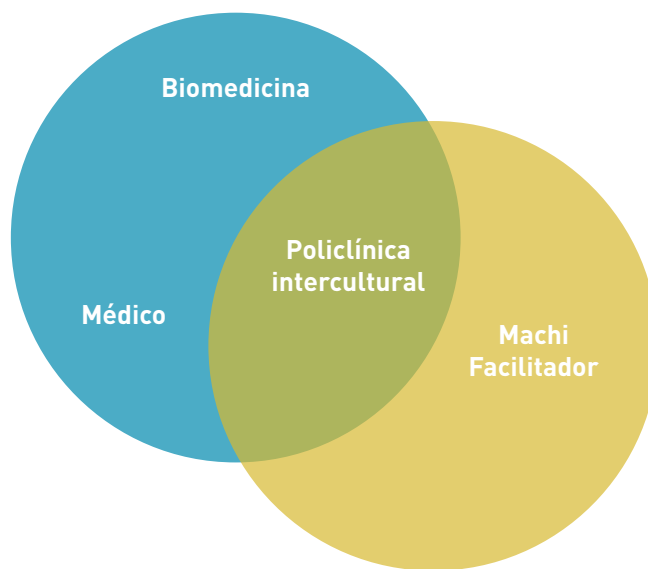 Biomedicina
Policlínica
intercultural
Médico
Machi
Facilitador